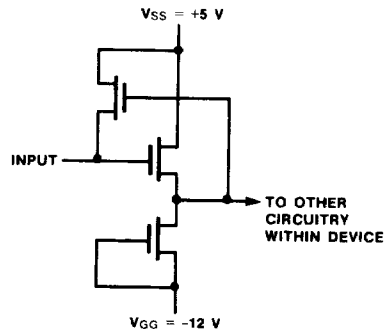 VSS = +5 V
INPUT
TO OTHER
CIRCUITRY
WITHIN DEVICE
VGG = -12 V